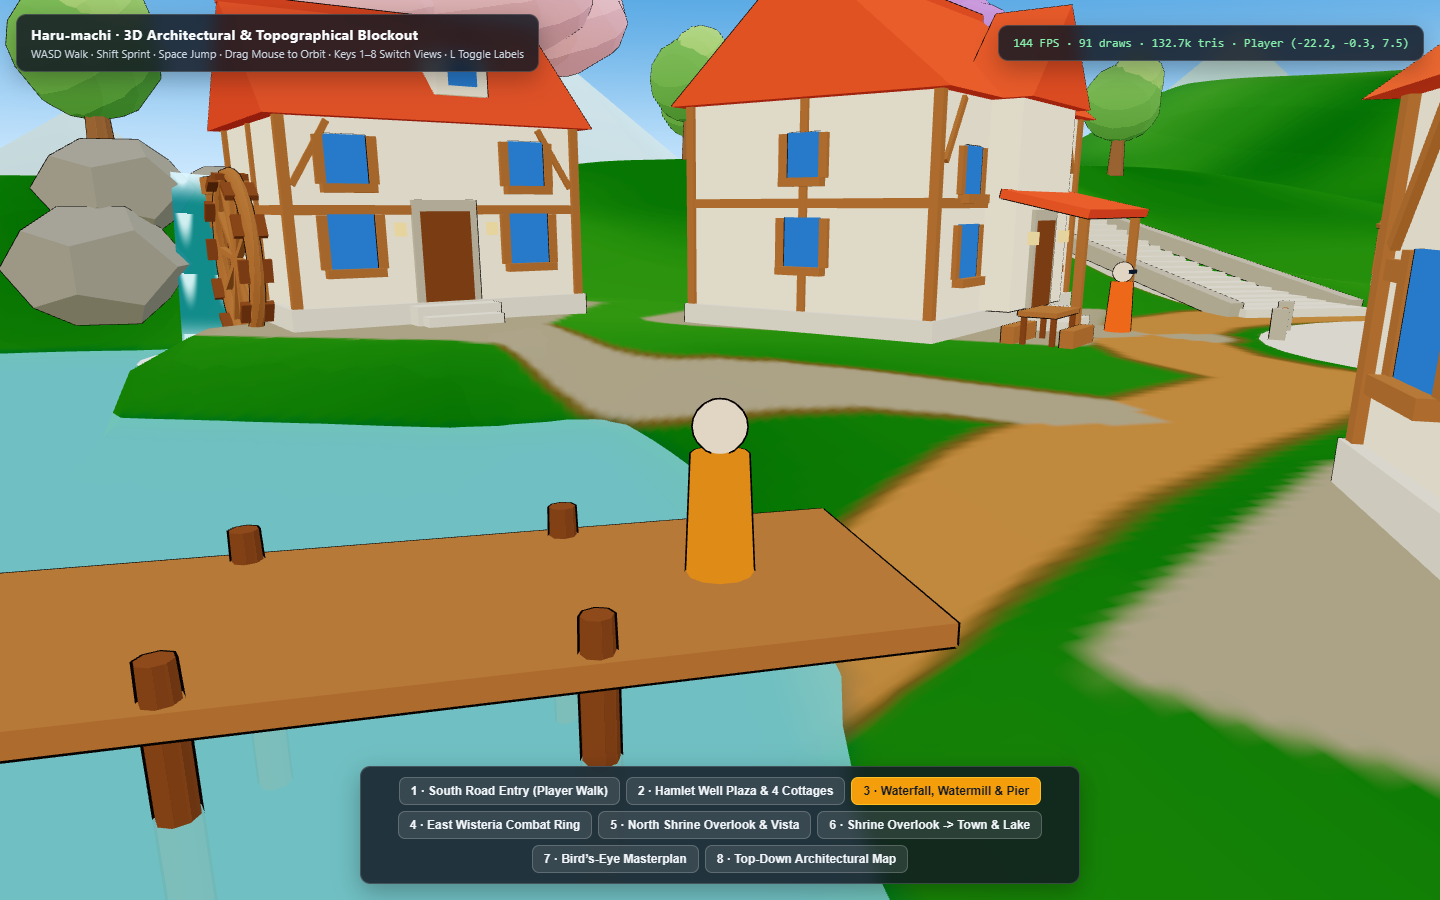 Haru-machi · 3D Architectural & Topographical Blockout
WASD Walk · Shift Sprint · Space Jump · Drag Mouse to Orbit · Keys 1–8 Switch Views · L Toggle Labels
144 FPS · 91 draws · 132.7k tris · Player (-22.2, -0.3, 7.5)
1 · South Road Entry (Player Walk)
2 · Hamlet Well Plaza & 4 Cottages
3 · Waterfall, Watermill & Pier
4 · East Wisteria Combat Ring
5 · North Shrine Overlook & Vista
6 · Shrine Overlook -> Town & Lake
7 · Bird's-Eye Masterplan
8 · Top-Down Architectural Map